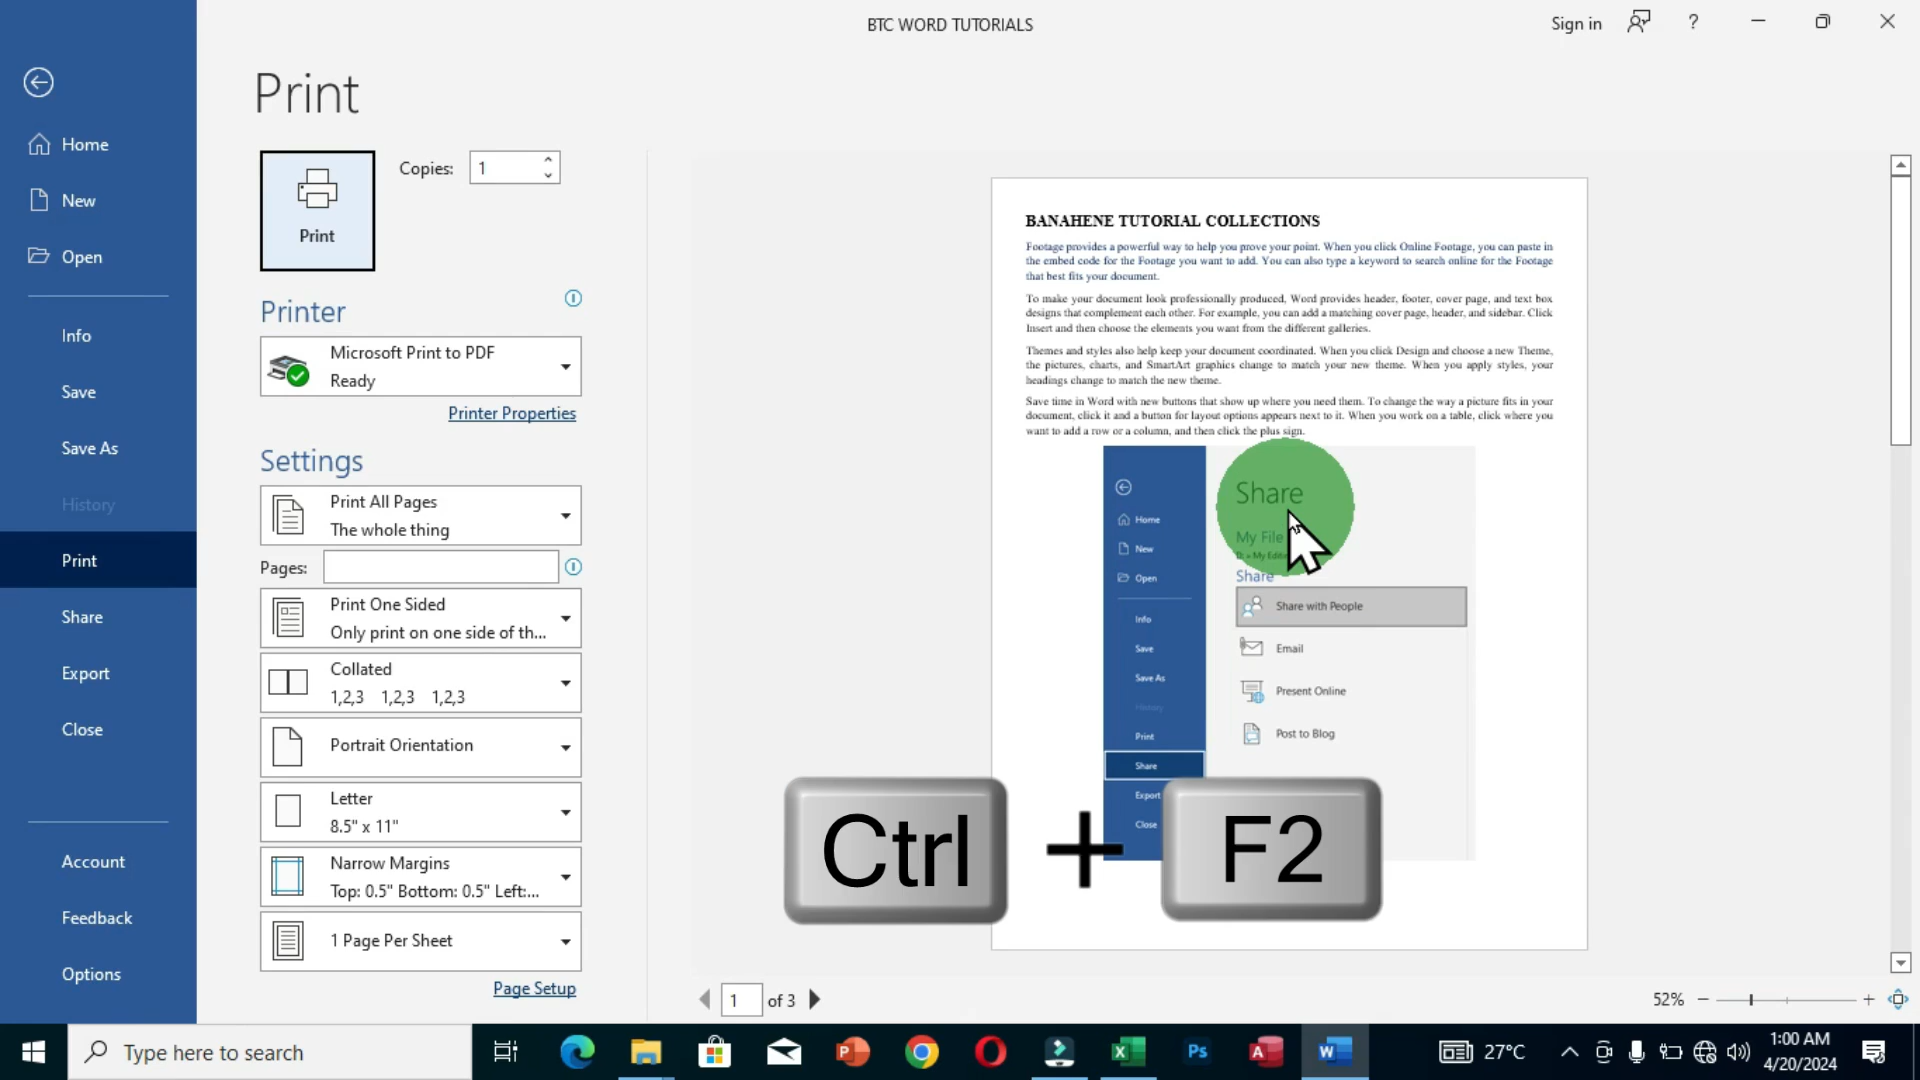 BTC WORD TUTORIALS
Sign in
?
Print
Home
New
Open
Info
Save
Save As
History
Print
Share
Export
Close
Account
Feedback
Options
Print
Copies: 1
Printer
Microsoft Print to PDF
Ready
Printer Properties
Settings
Print All Pages
The whole thing
Pages:
Print One Sided
Only print on one side of th...
Collated
1,2,3 1,2,3 1,2,3
Portrait Orientation
Letter
8.5" x 11"
Narrow Margins
Top: 0.5" Bottom: 0.5" Left:...
1 Page Per Sheet
Page Setup
BANAHENE TUTORIAL COLLECTIONS
Footage provides a powerful way to help you prove your point. When you click Online Footage, you can paste in
the embed code for the Footage you want to add. You can also type a keyword to search online for the Footage
that best fits your document.
To make your document look professionally produced, Word provides header, footer, cover page, and text box
designs that complement each other. For example, you can add a matching cover page, header, and sidebar. Click
Insert and then choose the elements you want from the different galleries.
Themes and styles also help keep your document coordinated. When you click Design and choose a new Theme,
the pictures, charts, and SmartArt graphics change to match your new theme. When you apply styles, your
headings change to match the new theme.
Save time in Word with new buttons that show up where you need them. To change the way a picture fits in your
document, click it and a button for layout options appears next to it. When you work on a table, click where you
want to add a row or a column, and then click the plus sign.
Home
New
Open
Info
Save
Save As
History
Print
Share
Export
Close
Share
My File
Share
Share with People
Email
Present Online
Post to Blog
Ctrl + F2
1 of 3
52%
Type here to search
27°C
1:00 AM
4/20/2024